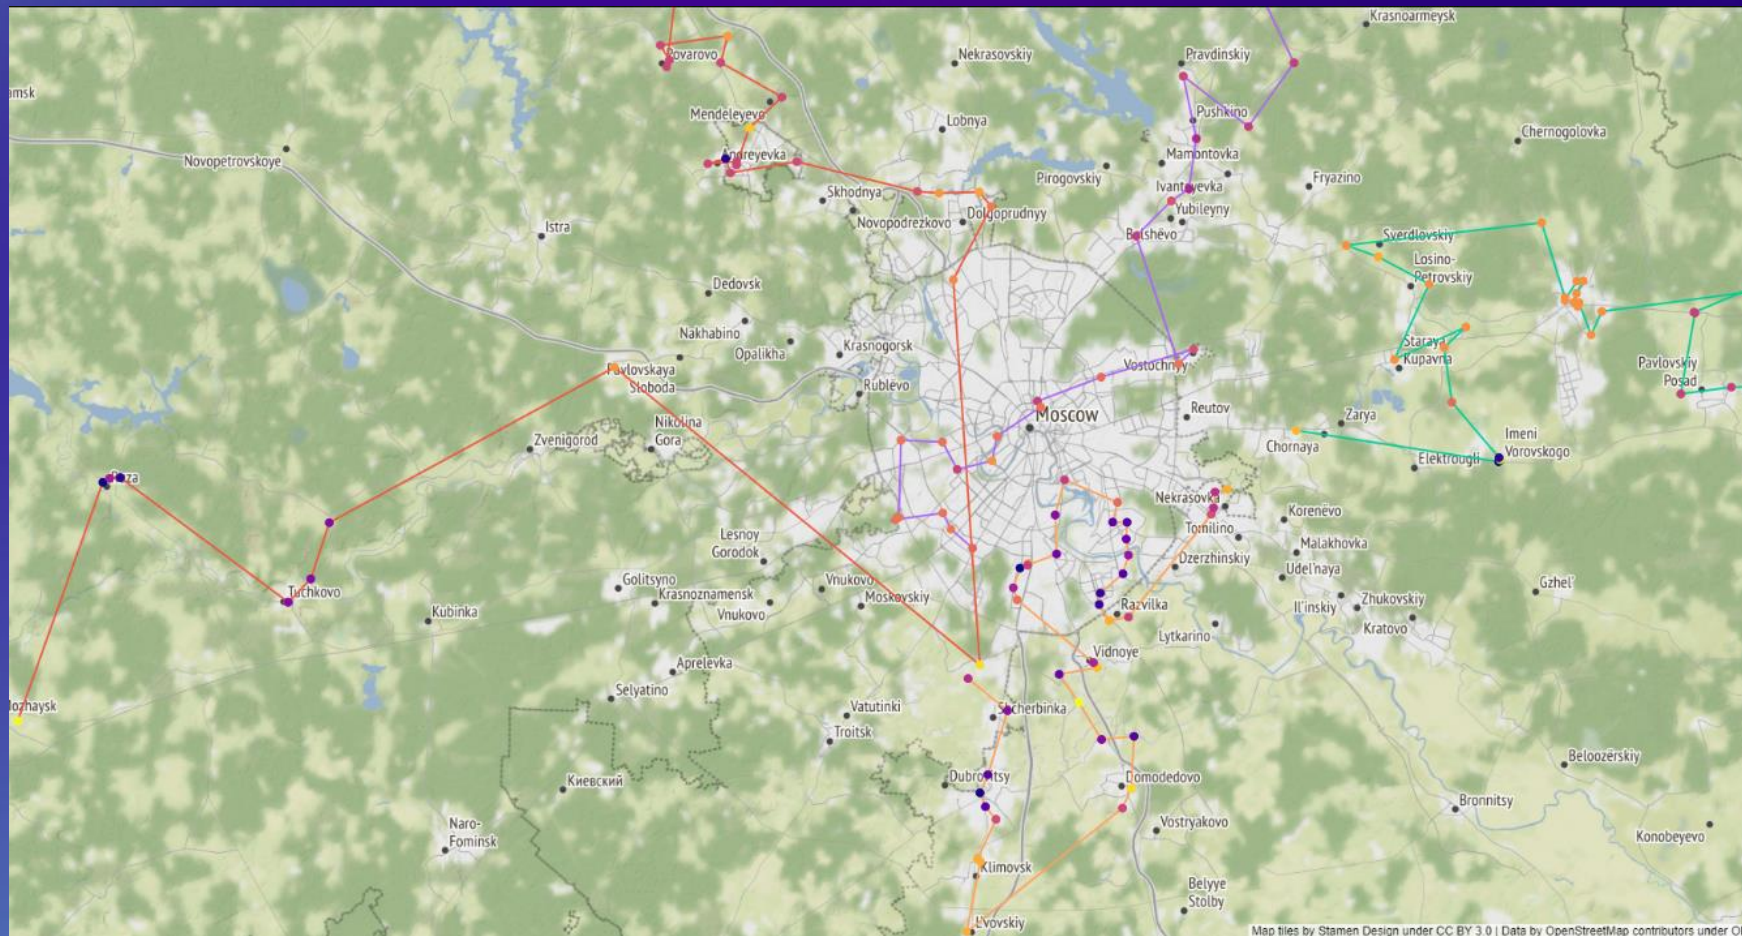 Krasnoarmeysk
Povarovo
Nekrasovskiy
Pravdinskiy
amsk
Mendeleyevo
Lobnya
Pushkino
Chernogolovka
Novopetrovskoye
Andreyevka
Mamontovka
Pirogovskiy
Fryazino
Skhodnya
Ivanteyevka
Yubileyny
Istra
Novopodrezkovo
Dolgoprudnyy
Bolshevo
Sverdlovskiy
Losino-
Petrovskiy
Dedovsk
Nakhabino
Opalikha
Krasnogorsk
Staraya
Kupavna
Pavlovskaya
Sloboda
Vostochnyy
Pavlovskiy
Posad
Rublëvo
Moscow
Reutov
Zarya
Nikolina
Gora
Zvenigorod
Chornaya
Imeni
Vorovskogo
Elektrougli
Ruza
Nekrasovka
Korenëvo
Lesnoy
Gorodok
Tomilino
Malakhovka
Dzerzhinskiy
Udel'naya
Tuchkovo
Golitsyno
Vnukovo
Gzhel'
Krasnoznamensk
Moskovskiy
Kubinka
Vnukovo
Razvilka
Il'inskiy
Zhukovskiy
Kratovo
Lytkarino
Vidnoye
Aprelevka
Selyatino
ozhaysk
Vatutinki
Shcherbinka
Troitsk
Beloozërskiy
Киевский
Dubrovitsy
Domodedovo
Bronnitsy
Naro-
Fominsk
Vostryakovo
Konobeyevo
Klimovsk
Belyye
Stolby
L'vovskiy
Map tiles by Stamen Design under CC BY 3.0 | Data by OpenStreetMap contributors under O